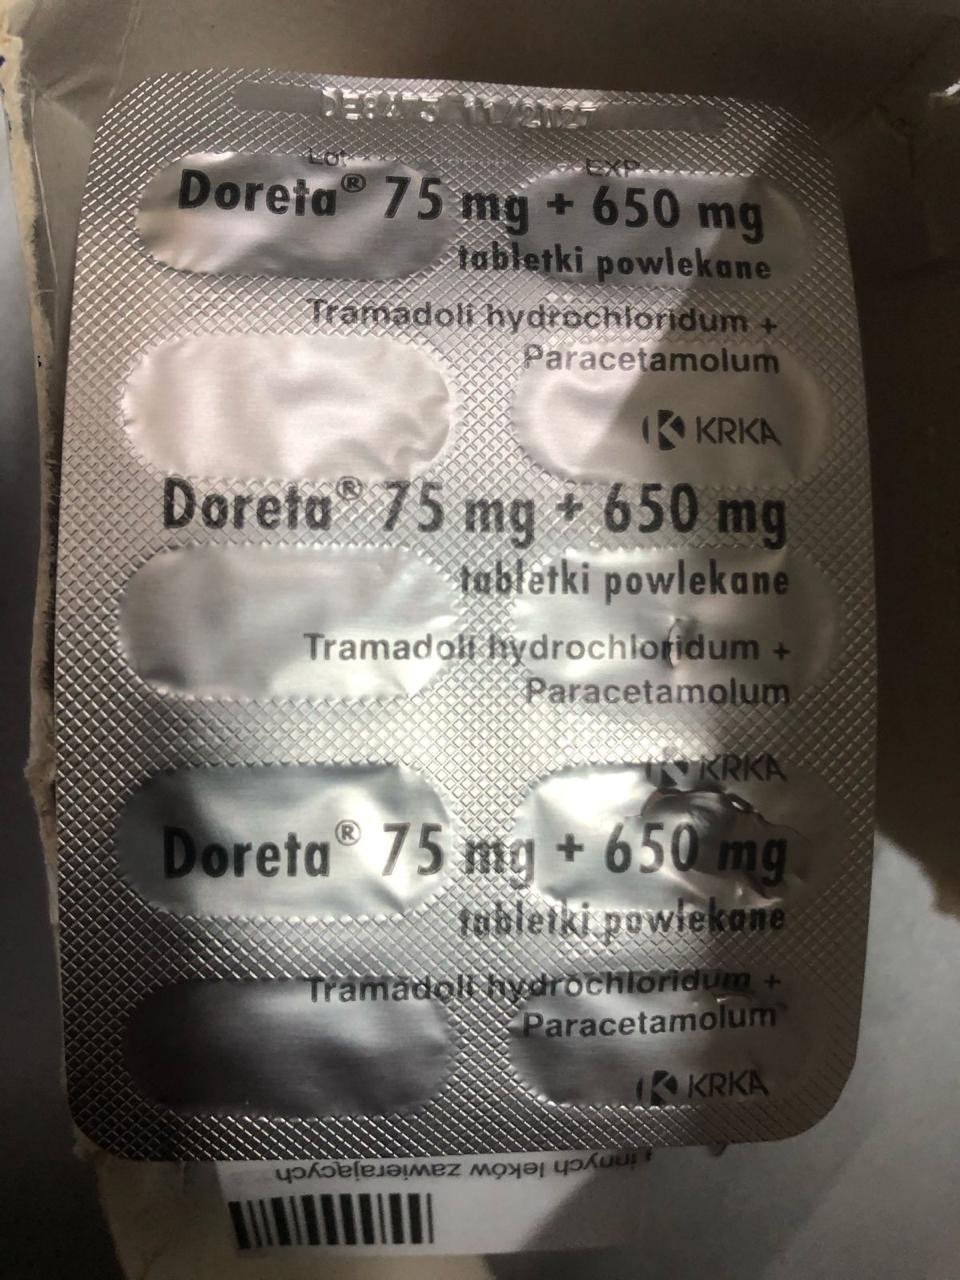 11/2027
Lot
EXP
Doreta® 75 mg + 650 mg
tabletki powlekane
Tramadoli hydrochloridum +
Paracetamolum
KRKA
Doreta® 75 mg + 650 mg
tabletki powlekane
Tramadoli hydrochloridum +
Paracetamolum
KRKA
Doreta® 75 mg + 650 mg
tabletki powlekane
Tramadoli hydrochloridum +
Paracetamolum
KRKA
innych leków zawierających